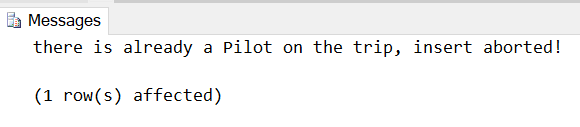 Messages
there is already a Pilot on the trip, insert aborted!
(1 row(s) affected)